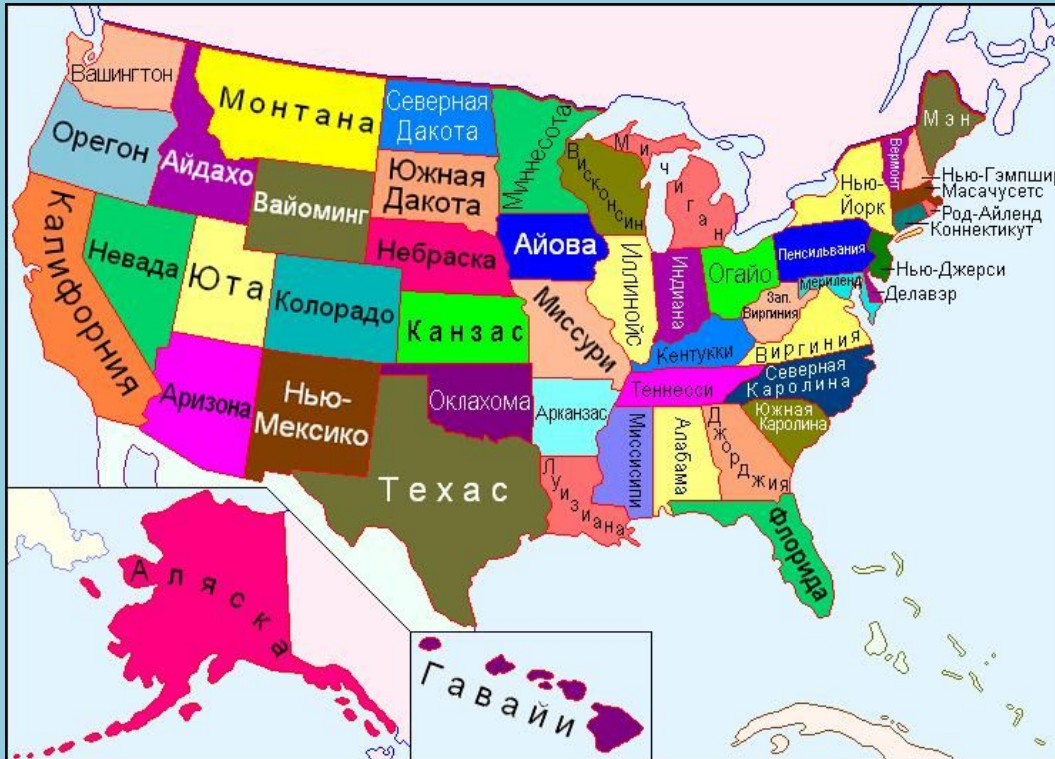 Вашингтон
Монтана
Северная
Дакота
Миннесота
Орегон
Айдахо
Южная
Дакота
Висконсин
Мичиган
Мэн
Вермонт
Нью-Гэмпшир
Масачусетс
Род-Айленд
Коннектикут
Нью-
Йорк
Вайоминг
Калифорния
Невада
Юта
Небраска
Айова
Иллинойс
Индиана
Огайо
Пенсильвания
Нью-Джерси
Мериленд
Делавэр
Зап.
Виргиния
Колорадо
Канзас
Миссури
Кентукки
Виргиния
Северная
Каролина
Теннесси
Аризона
Нью-
Мексико
Оклахома
Арканзас
Южная
Каролина
Миссисипи
Алабама
Джорджия
Техас
Луизиана
Флорида
Аляска
Гавайи